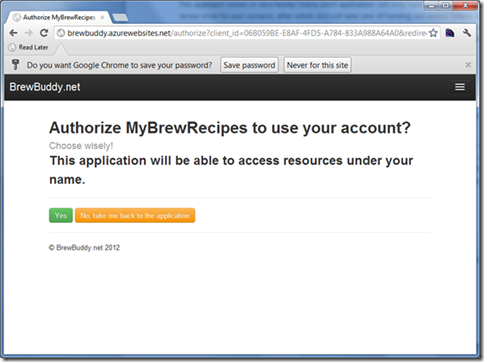 Authorize MyBrewRecipes
brewbuddy.azurewebsites.net/authorize?client_id=06B059BE-E8AF-4FD5-A784-833A988A64A0&redire
Read Later
Do you want Google Chrome to save your password? Save password Never for this site
BrewBuddy.net
Authorize MyBrewRecipes to use your account?
Choose wisely!
This application will be able to access resources under your
name.
Yes No, take me back to the application
© BrewBuddy.net 2012